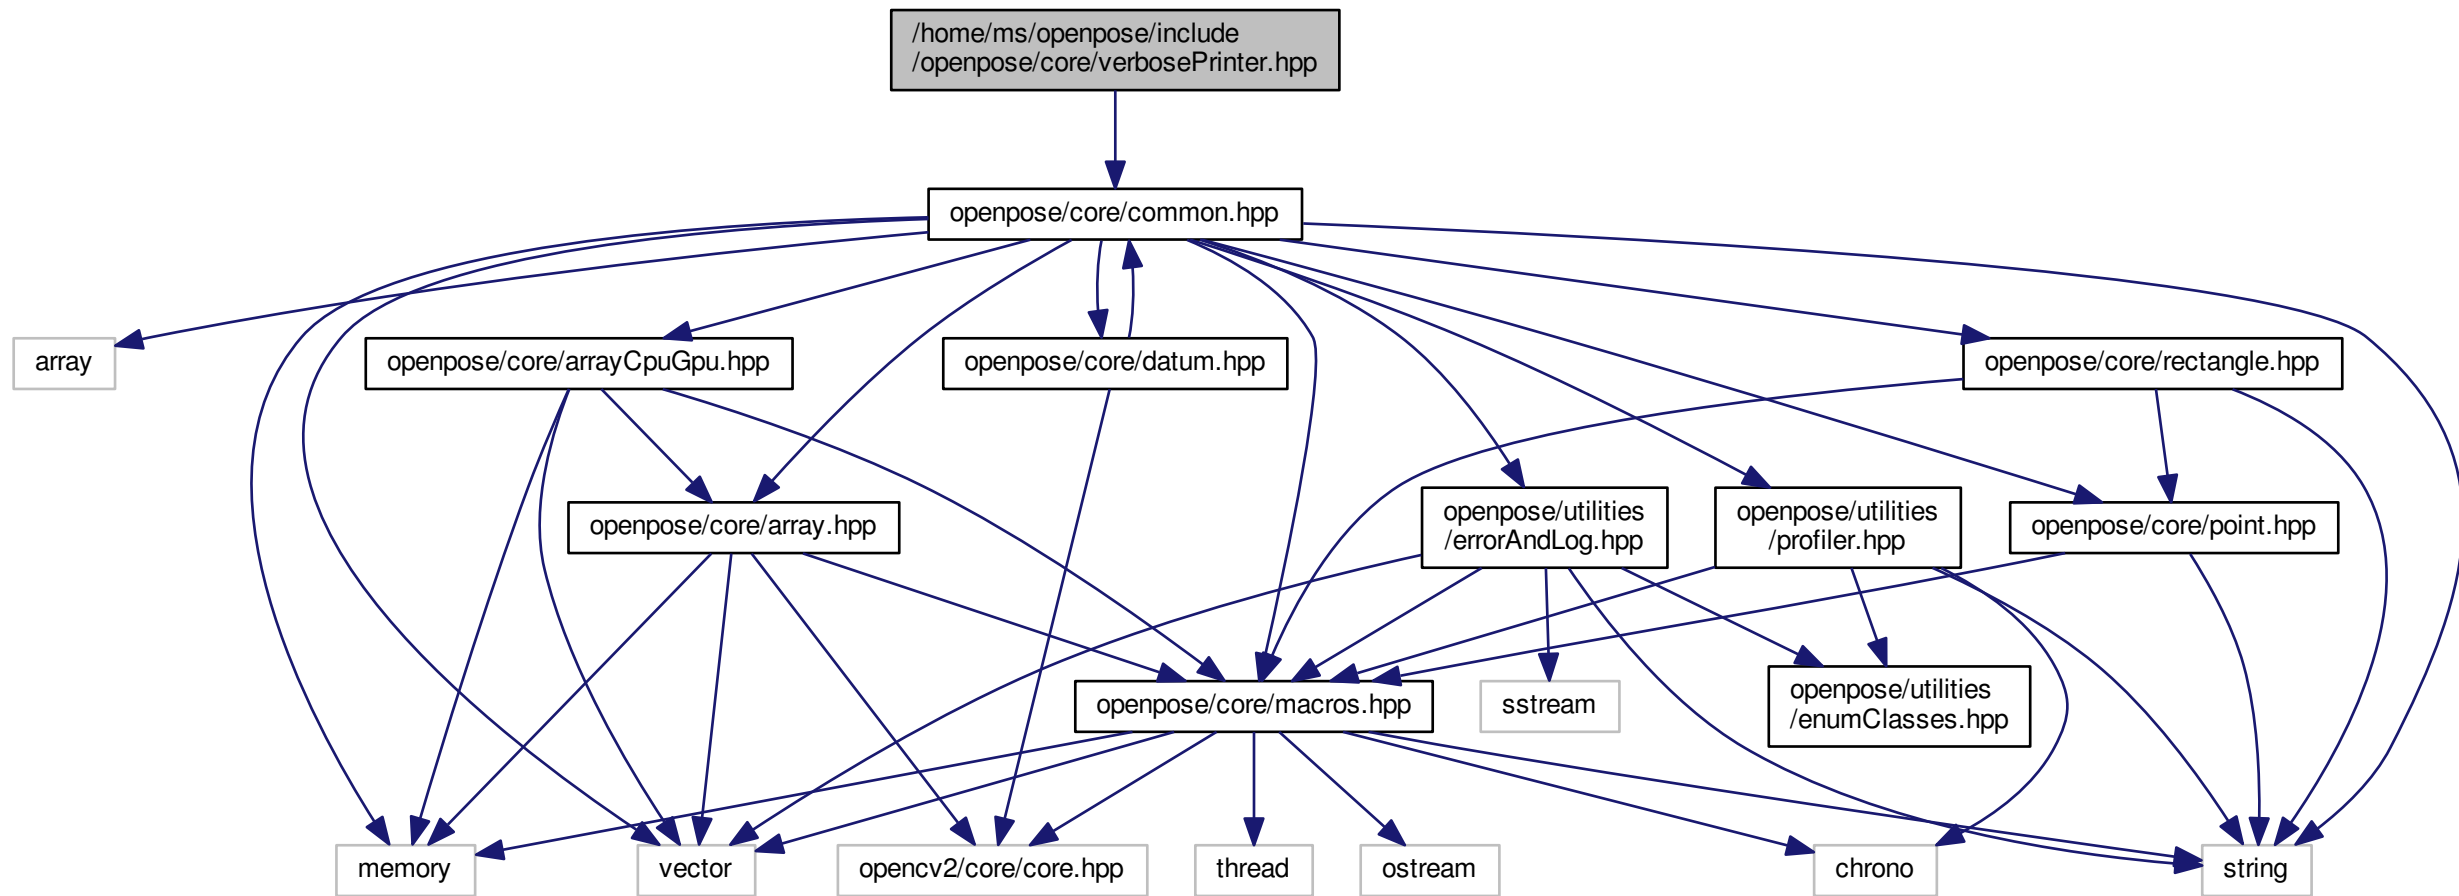 /home/ms/openpose/include
/openpose/core/verbosePrinter.hpp
openpose/core/common.hpp
array
openpose/core/arrayCpuGpu.hpp
openpose/core/datum.hpp
openpose/core/rectangle.hpp
openpose/core/array.hpp
openpose/utilities
/errorAndLog.hpp
openpose/utilities
/profiler.hpp
openpose/core/point.hpp
openpose/core/macros.hpp
sstream
openpose/utilities
/enumClasses.hpp
memory
vector
opencv2/core/core.hpp
thread
ostream
chrono
string